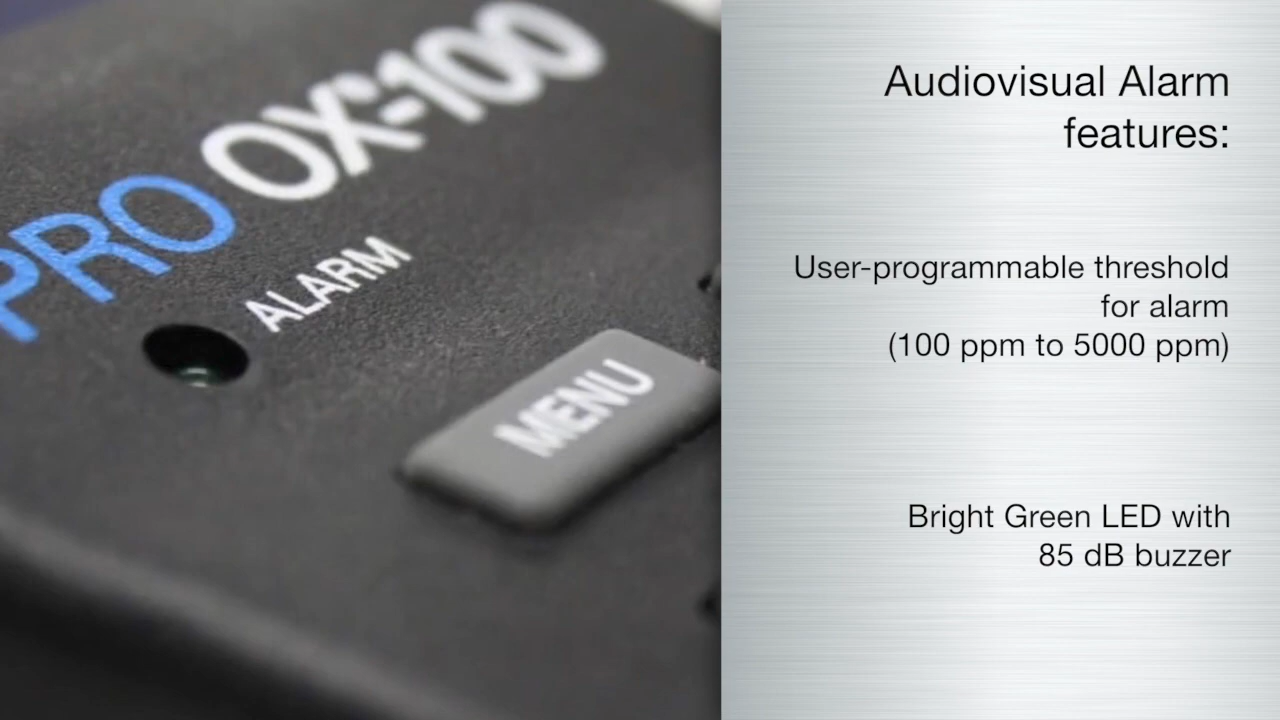 PRO OX-100
ALARM
MENU
Audiovisual Alarm
features:
User-programmable threshold
for alarm
(100 ppm to 5000 ppm)
Bright Green LED with
85 dB buzzer